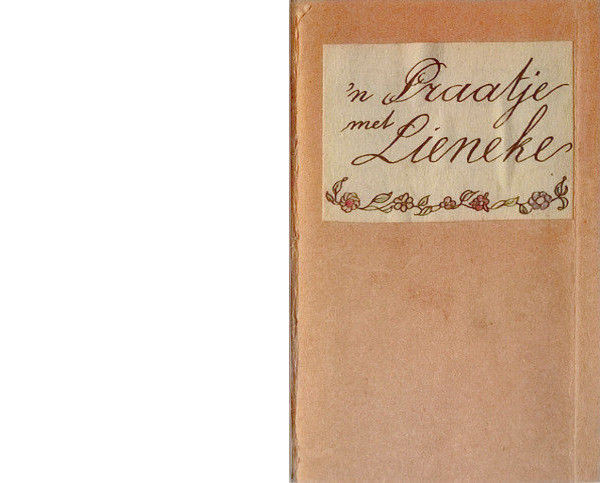 'n Praatje
met
Lieneke